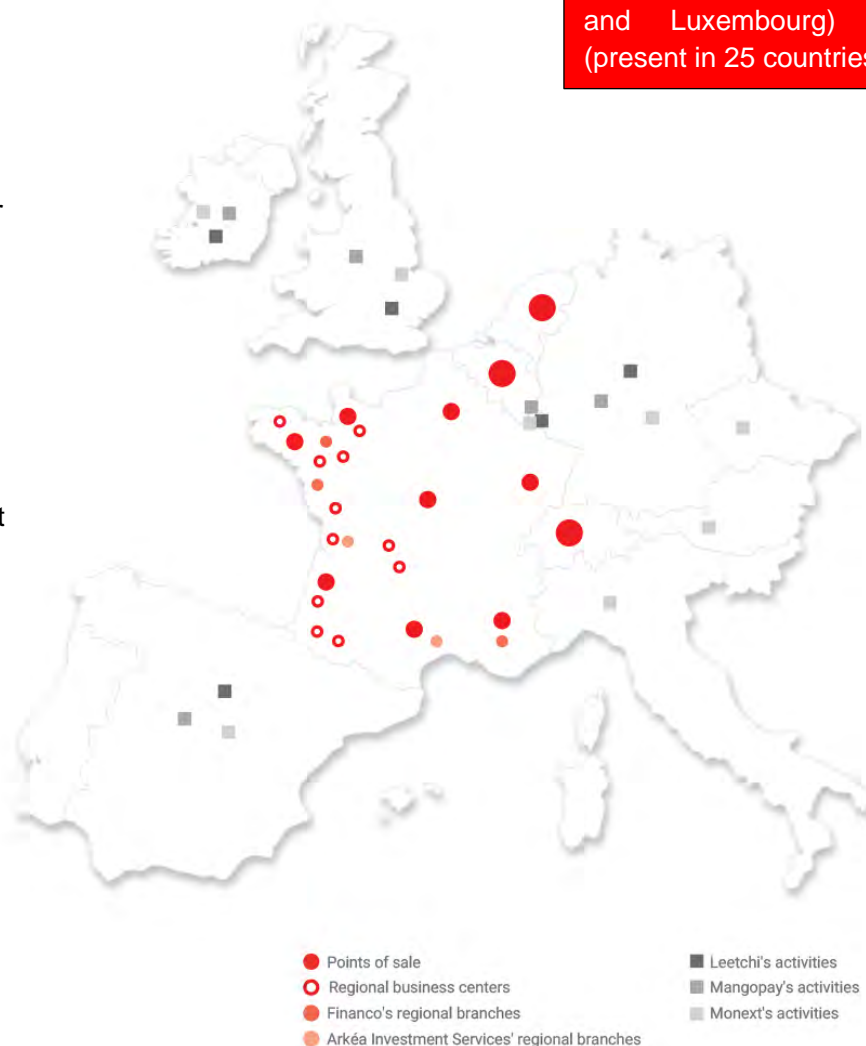 and Luxembourg)
(present in 25 countries
t
Points of sale
Regional business centers
Financo's regional branches
Arkéa Investment Services' regional branches
Leetchi's activities
Mangopay's activities
Monext's activities